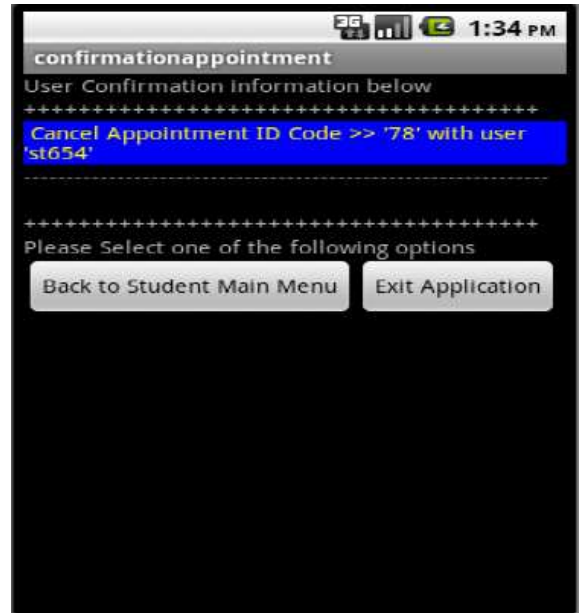 3G 1:34 PM
confirmationappointment
User Confirmation information below
++++++++++++++++++++++++++++++++++++++
Cancel Appointment ID Code >> '78' with user
'st654'
------------------------------------------------------------
++++++++++++++++++++++++++++++++++++++
Please Select one of the following options
Back to Student Main Menu Exit Application